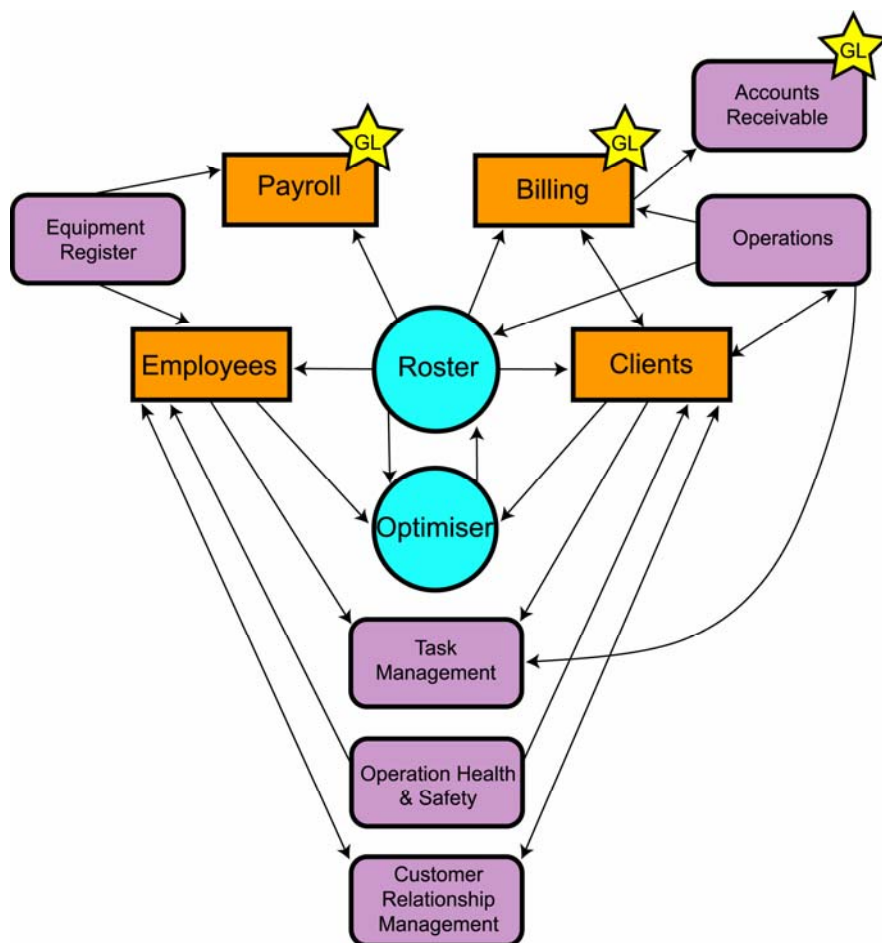 GL
Accounts
Receivable
GL
GL
Payroll
Billing
Equipment
Register
Operations
Employees
Roster
Clients
Optimiser
Task
Management
Operation Health
& Safety
Customer
Relationship
Management